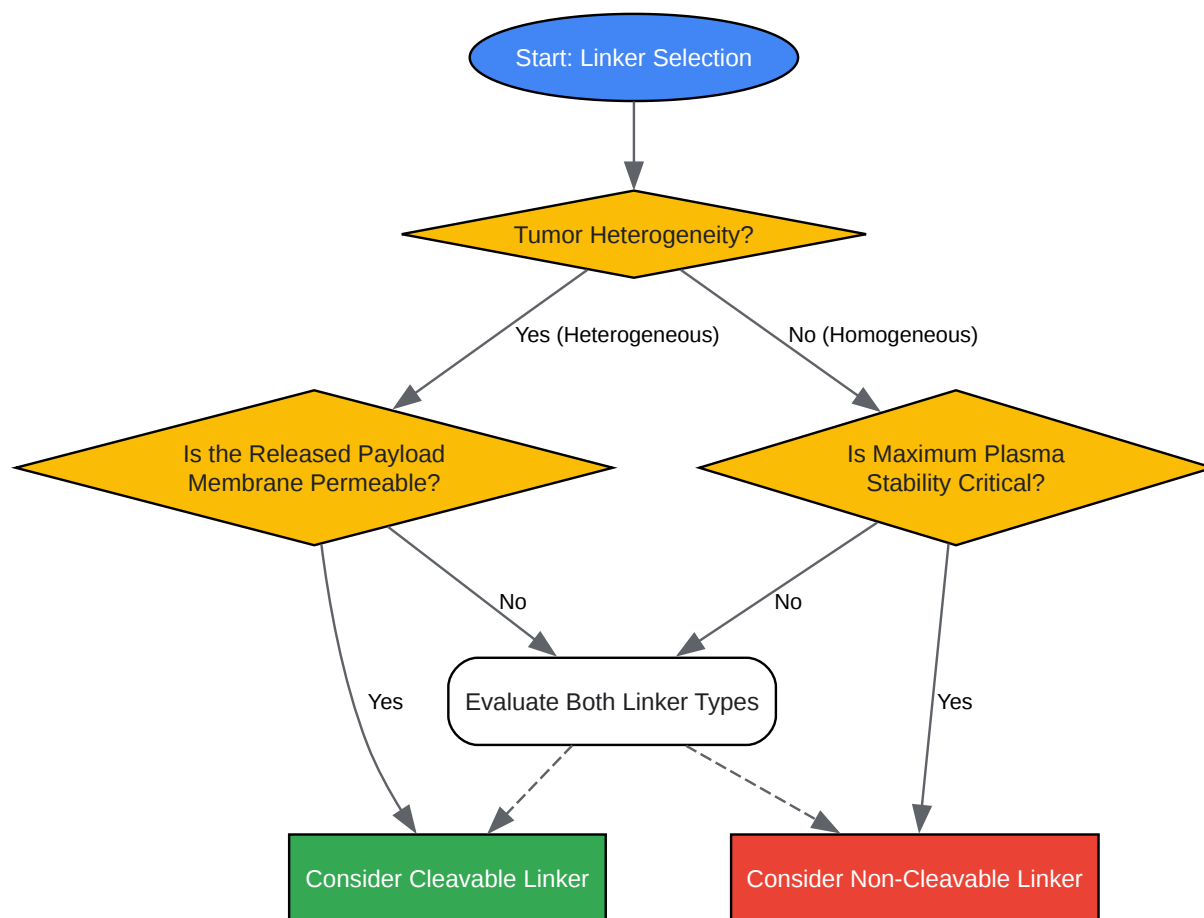 Start: Linker Selection
Tumor Heterogeneity?
Yes (Heterogeneous)
No (Homogeneous)
Is the Released Payload
Membrane Permeable?
Is Maximum Plasma
Stability Critical?
No
No
Yes
Evaluate Both Linker Types
Yes
Consider Cleavable Linker
Consider Non-Cleavable Linker